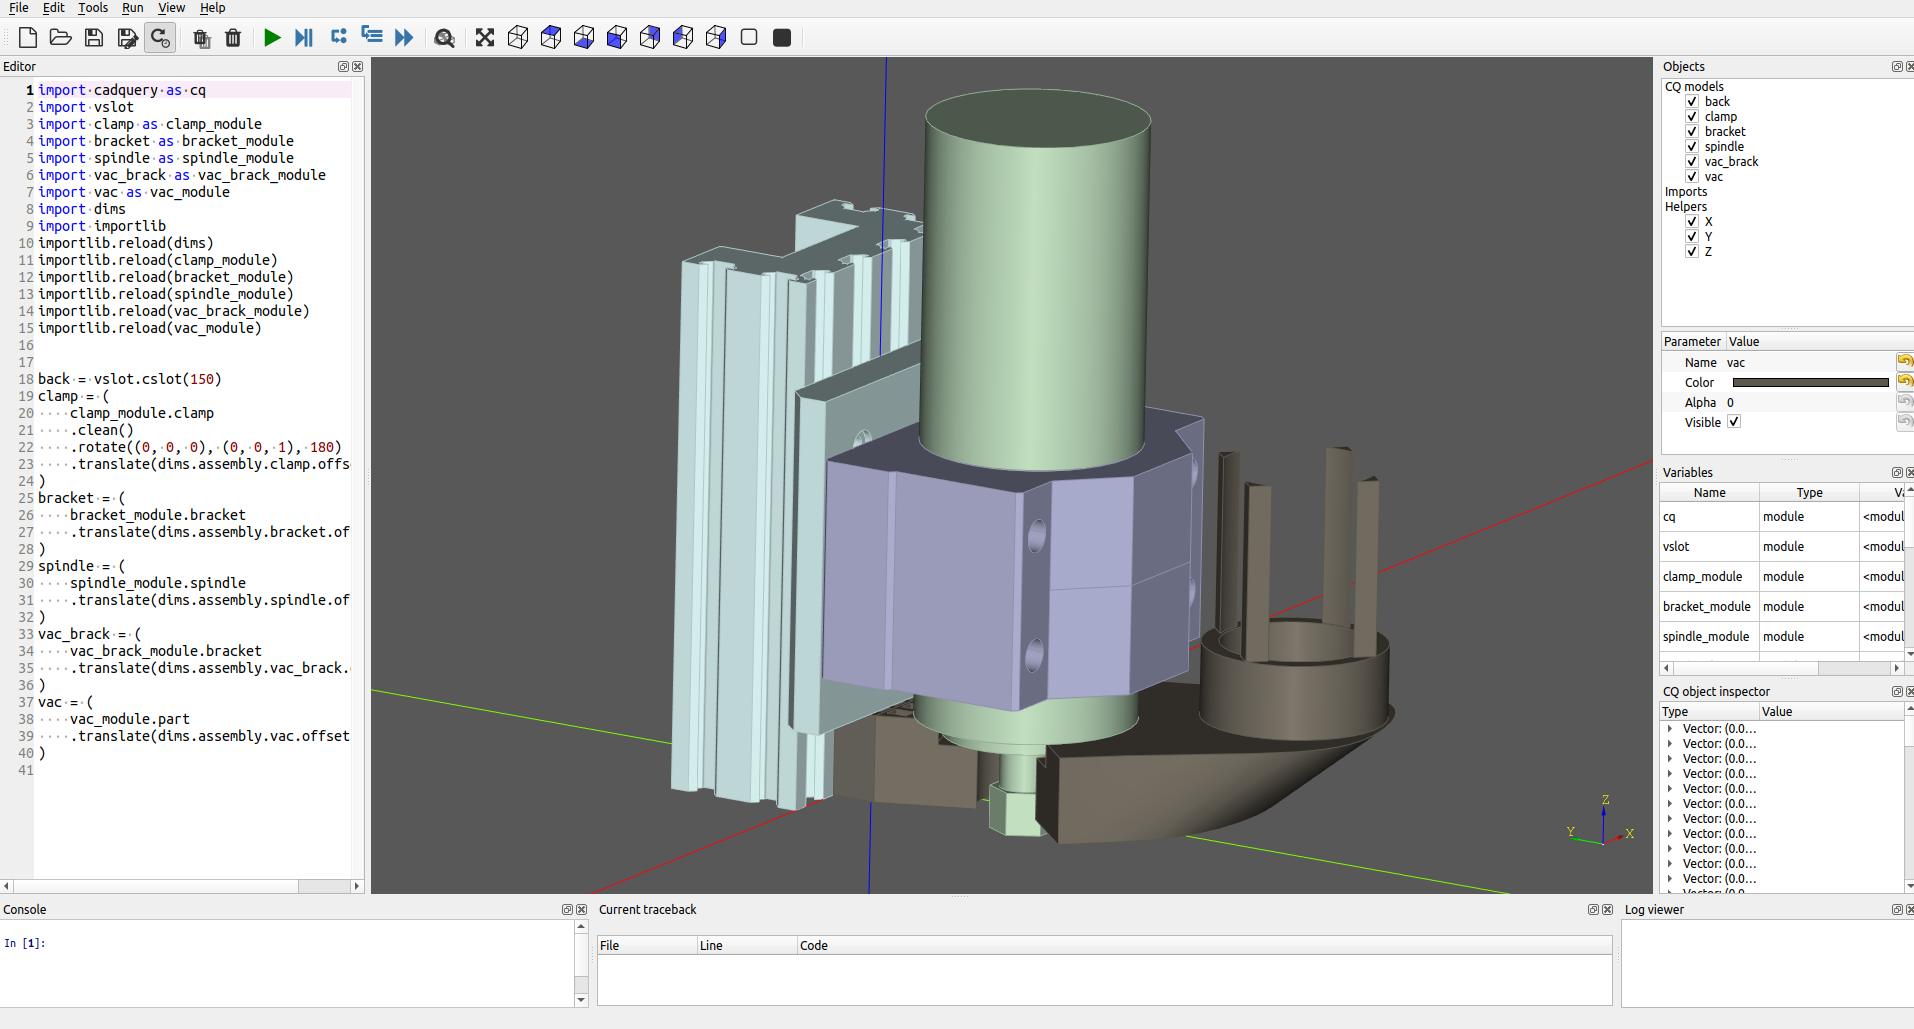 File Edit Tools Run View Help
Editor
1 import cadquery as cq
2 import vslot
3 import clamp as clamp_module
4 import bracket as bracket_module
5 import spindle as spindle_module
6 import vac_brack as vac_brack_module
7 import vac as vac_module
8 import dims
9 import importlib
10 importlib.reload(dims)
11 importlib.reload(clamp_module)
12 importlib.reload(bracket_module)
13 importlib.reload(spindle_module)
14 importlib.reload(vac_brack_module)
15 importlib.reload(vac_module)
16
17
18 back = vslot.cslot(150)
19 clamp = (
20 ····clamp_module.clamp
21 ····.clean()
22 ····.rotate((0, 0, 0), (0, 0, 1), 180)
23 ····.translate(dims.assembly.clamp.offs
24 )
25 bracket = (
26 ····bracket_module.bracket
27 ····.translate(dims.assembly.bracket.of
28 )
29 spindle = (
30 ····spindle_module.spindle
31 ····.translate(dims.assembly.spindle.of
32 )
33 vac_brack = (
34 ····vac_brack_module.bracket
35 ····.translate(dims.assembly.vac_brack.
36 )
37 vac = (
38 ····vac_module.part
39 ····.translate(dims.assembly.vac.offset
40 )
41
Z
Y
X
Objects
CQ models
back
clamp
bracket
spindle
vac_brack
vac
Imports
Helpers
X
Y
Z
Parameter Value
Name vac
Color
Alpha 0
Visible
Variables
Name Type Va
cq module <modul
vslot module <modul
clamp_module module <modul
bracket_module module <modul
spindle_module module <modul
CQ object inspector
Type Value
Vector: (0.0...
Vector: (0.0...
Vector: (0.0...
Vector: (0.0...
Vector: (0.0...
Vector: (0.0...
Vector: (0.0...
Vector: (0.0...
Vector: (0.0...
Vector: (0.0...
Vector: (0.0...
Vector: (0.0
Console
In [1]:
Current traceback
File Line Code
Log viewer